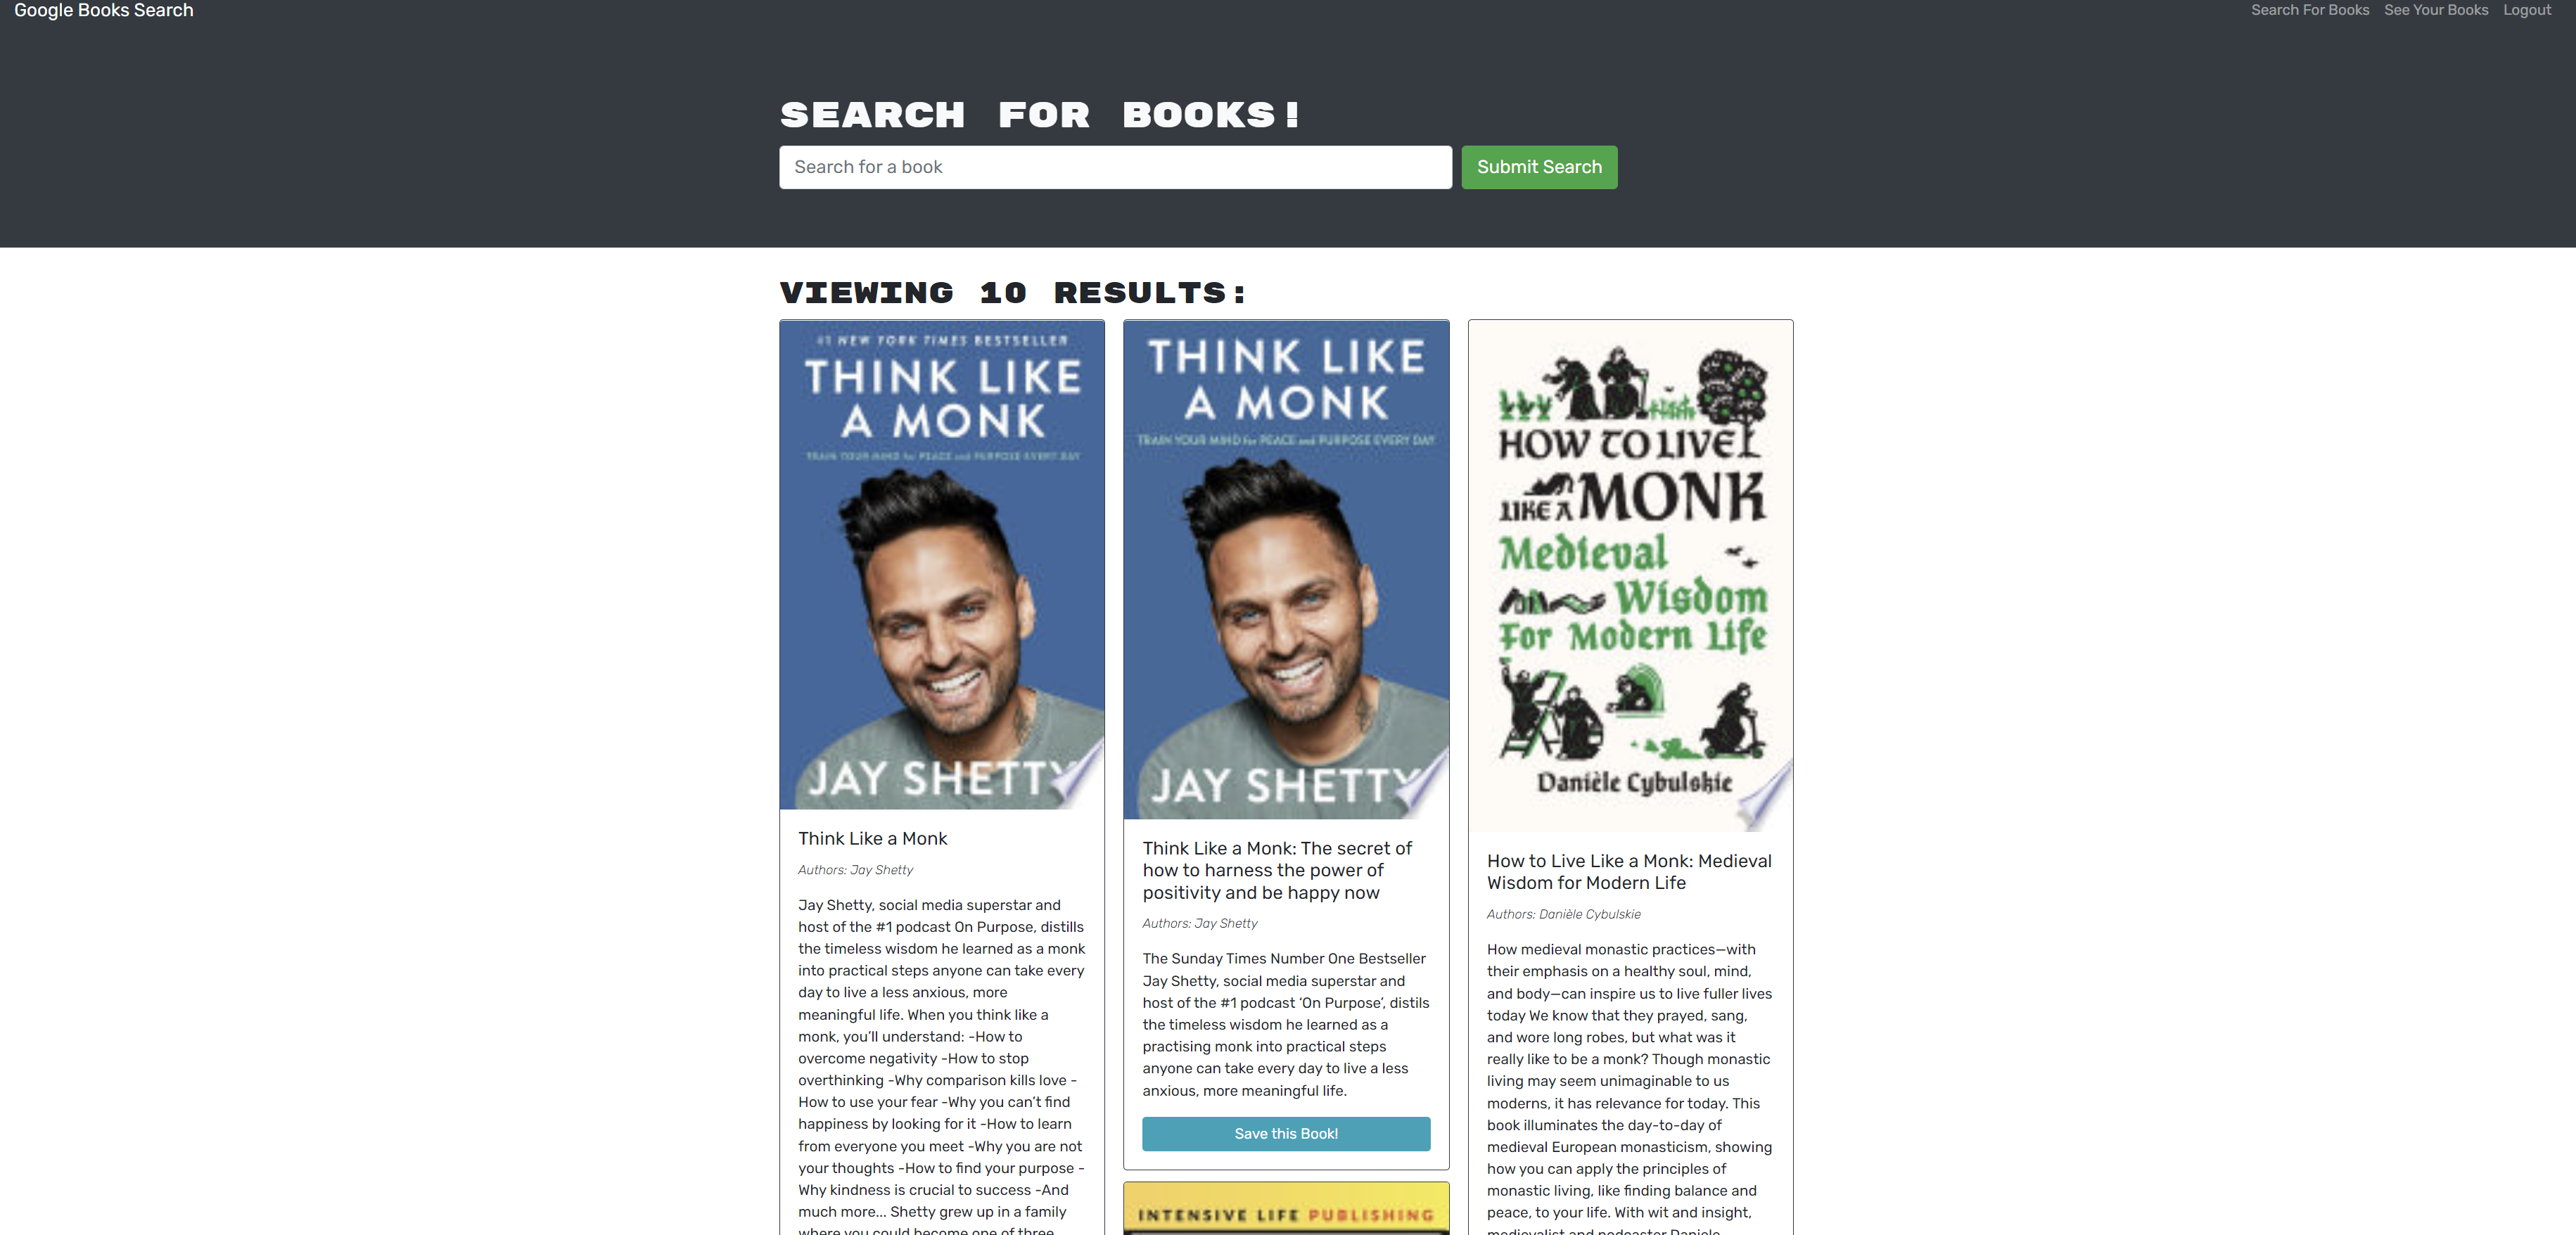 Google Books Search
Search For Books
See Your Books
Logout
SEARCH FOR BOOKS!
Search for a book
Submit Search
VIEWING 10 RESULTS:
#1 NEW YORK TIMES BESTSELLER
THINK LIKE
A MONK
TRAIN YOUR MIND for PEACE and PURPOSE EVERY DAY
JAY SHETTY
Think Like a Monk
Authors: Jay Shetty
Jay Shetty, social media superstar and
host of the #1 podcast On Purpose, distills
the timeless wisdom he learned as a monk
into practical steps anyone can take every
day to live a less anxious, more
meaningful life. When you think like a
monk, you’ll understand: -How to
overcome negativity -How to stop
overthinking -Why comparison kills love -
How to use your fear -Why you can’t find
happiness by looking for it -How to learn
from everyone you meet -Why you are not
your thoughts -How to find your purpose -
Why kindness is crucial to success -And
much more... Shetty grew up in a family
where you could become one of three
THINK LIKE
A MONK
TRAIN YOUR MIND for PEACE and PURPOSE EVERY DAY
JAY SHETTY
Think Like a Monk: The secret of
how to harness the power of
positivity and be happy now
Authors: Jay Shetty
The Sunday Times Number One Bestseller
Jay Shetty, social media superstar and
host of the #1 podcast ‘On Purpose’, distils
the timeless wisdom he learned as a
practising monk into practical steps
anyone can take every day to live a less
anxious, more meaningful life.
Save this Book!
INTENSIVE LIFE PUBLISHING
HOW TO LIVE
LIKE A MONK
Medieval
Wisdom
For Modern Life
Danièle Cybulskie
How to Live Like a Monk: Medieval
Wisdom for Modern Life
Authors: Danièle Cybulskie
How medieval monastic practices—with
their emphasis on a healthy soul, mind,
and body—can inspire us to live fuller lives
today We know that they prayed, sang,
and wore long robes, but what was it
really like to be a monk? Though monastic
living may seem unimaginable to us
moderns, it has relevance for today. This
book illuminates the day-to-day of
medieval European monasticism, showing
how you can apply the principles of
monastic living, like finding balance and
peace, to your life. With wit and insight,
medievalist and podcaster Danièle